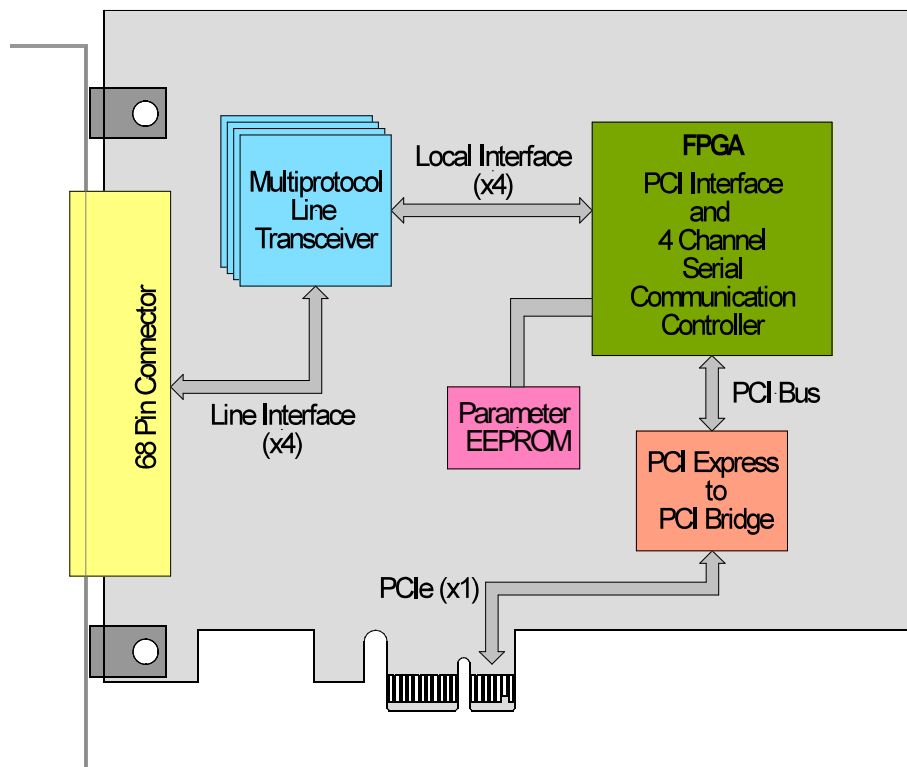 Multiprotocol
Line
Transceiver
Local Interface
(x4)
FPGA
PCI Interface
and
4 Channel
Serial
Communication
Controller
68 Pin Connector
Line Interface
(x4)
Parameter
EEPROM
PCI Bus
PCI Express
to
PCI Bridge
PCIe (x1)